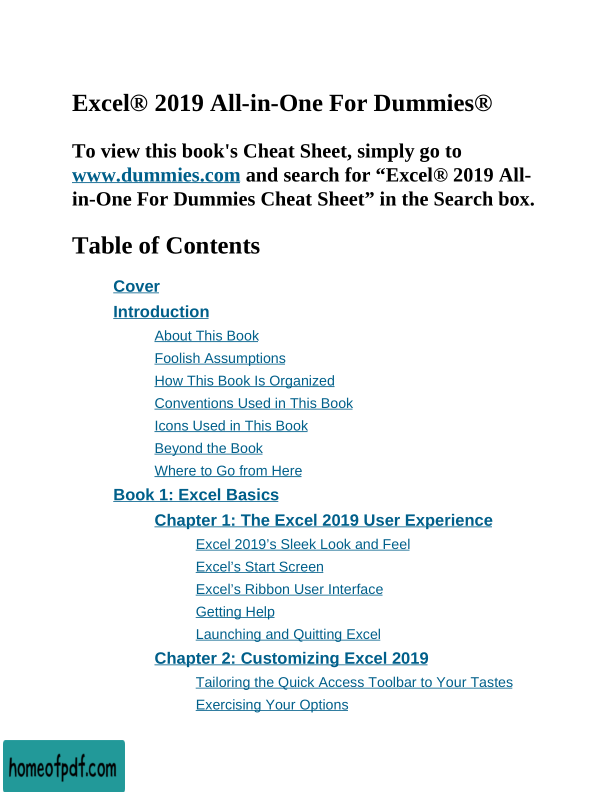 Excel® 2019 All-in-One For Dummies®
To view this book's Cheat Sheet, simply go to
www.dummies.com and search for “Excel® 2019 All-
in-One For Dummies Cheat Sheet” in the Search box.
Table of Contents
Cover
Introduction
About This Book
Foolish Assumptions
How This Book Is Organized
Conventions Used in This Book
Icons Used in This Book
Beyond the Book
Where to Go from Here
Book 1: Excel Basics
Chapter 1: The Excel 2019 User Experience
Excel 2019’s Sleek Look and Feel
Excel’s Start Screen
Excel’s Ribbon User Interface
Getting Help
Launching and Quitting Excel
Chapter 2: Customizing Excel 2019
Tailoring the Quick Access Toolbar to Your Tastes
Exercising Your Options
homeofpdf.com